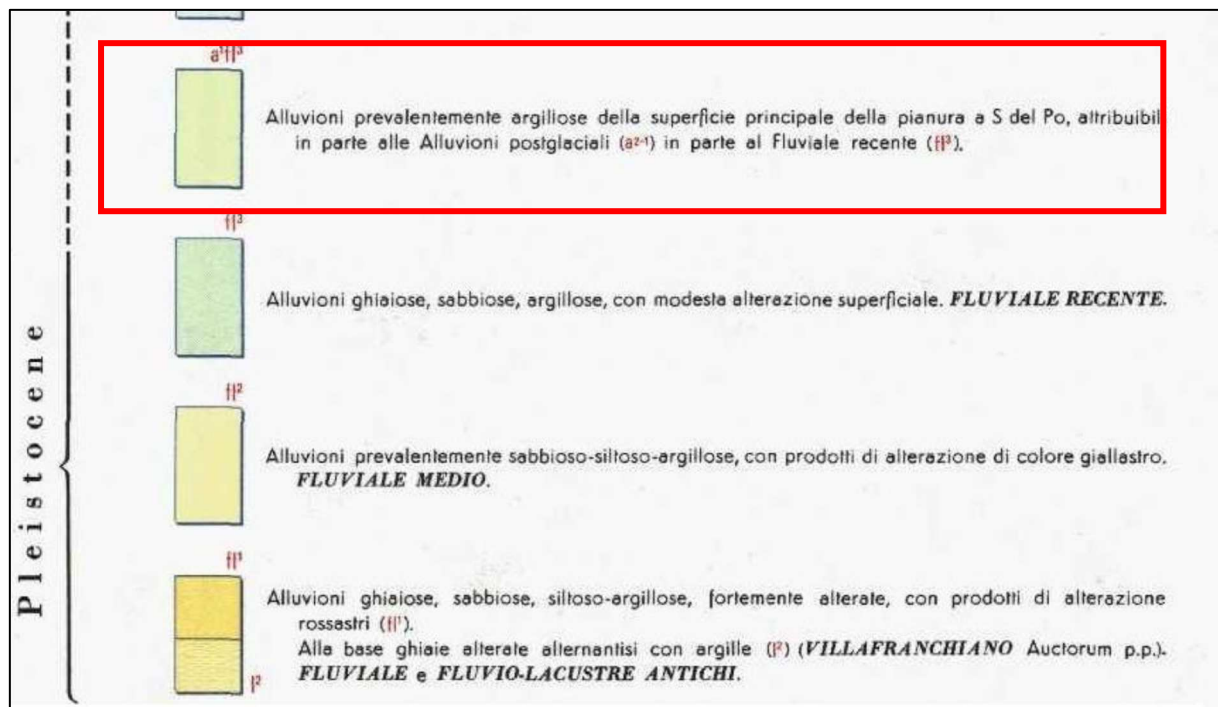 a¹fl³
Alluvioni prevalentemente argillose della superficie principale della pianura a S del Po, attribuibil
in parte alle Alluvioni postglaciali (a²⁻¹) in parte al Fluviale recente (fl³).
fl³
Alluvioni ghiaiose, sabbiose, argillose, con modesta alterazione superficiale. FLUVIALE RECENTE.
fl²
Alluvioni prevalentemente sabbioso-siltoso-argillose, con prodotti di alterazione di colore giallastro.
FLUVIALE MEDIO.
fl¹
Alluvioni ghiaiose, sabbiose, siltoso-argillose, fortemente alterate, con prodotti di alterazione
rossastri (fl¹).
Alla base ghiaie alterate alternantisi con argille (l²) (VILLAFRANCHIANO Auctorum p.p.).
FLUVIALE e FLUVIO-LACUSTRE ANTICHI.
l²
Pleistocene